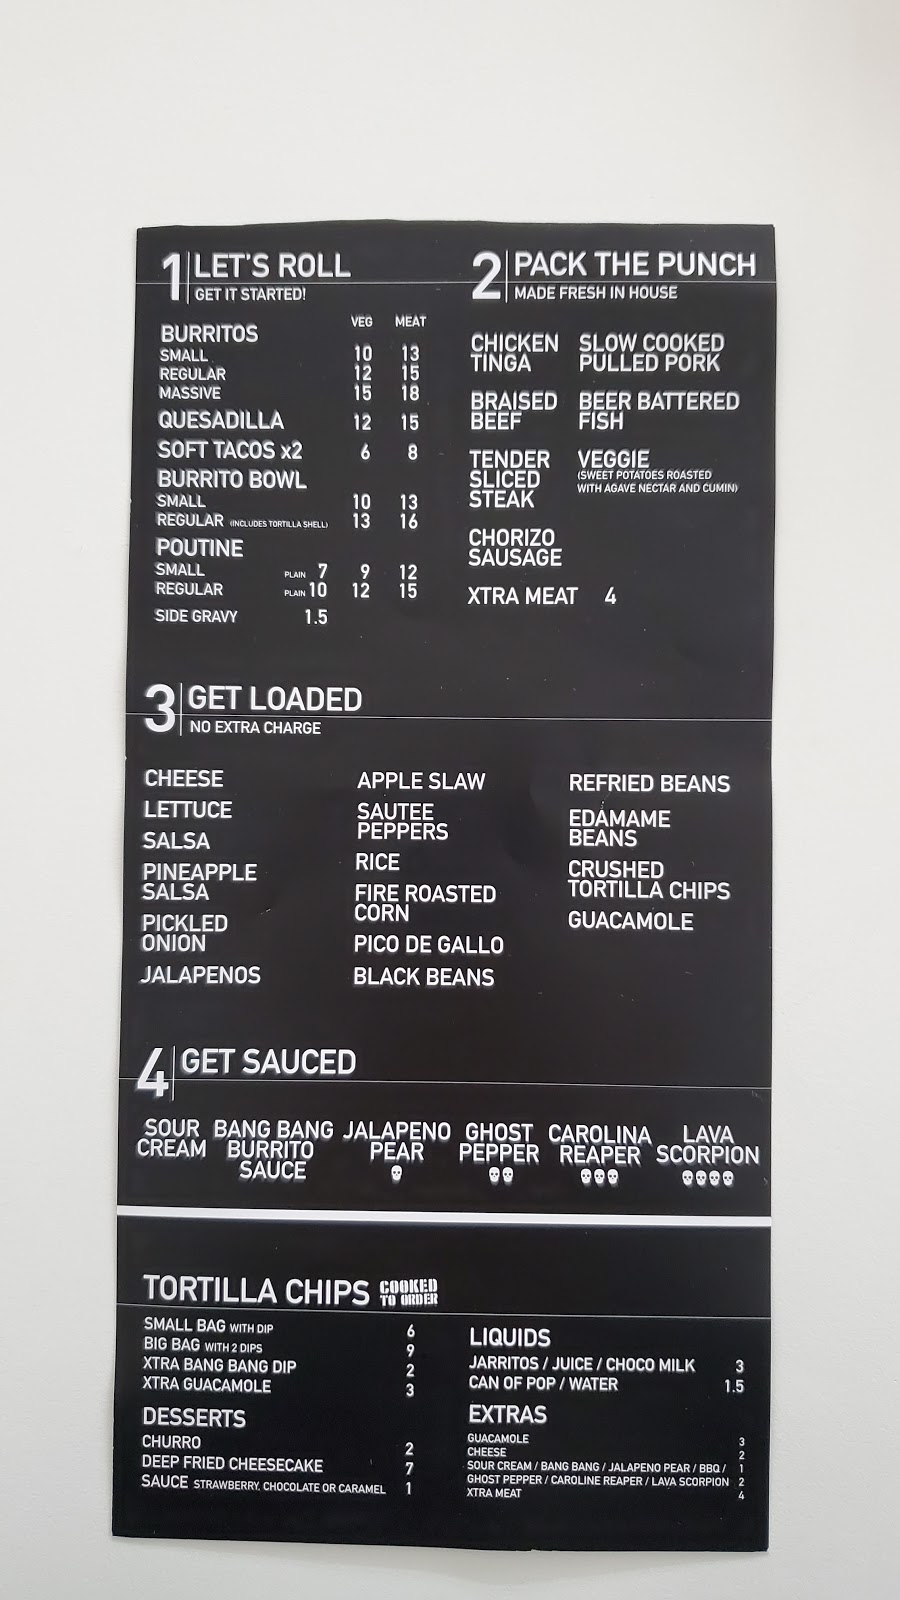 1 LET'S ROLL
GET IT STARTED!
VEG MEAT
BURRITOS
SMALL 10 13
REGULAR 12 15
MASSIVE 15 18
QUESADILLA 12 15
SOFT TACOS x2 6 8
BURRITO BOWL
SMALL 10 13
REGULAR (INCLUDES TORTILLA SHELL) 13 16
POUTINE
SMALL PLAIN 7 9 12
REGULAR PLAIN 10 12 15
SIDE GRAVY 1.5
2 PACK THE PUNCH
MADE FRESH IN HOUSE
CHICKEN
TINGA
BRAISED
BEEF
TENDER
SLICED
STEAK
CHORIZO
SAUSAGE
XTRA MEAT 4
SLOW COOKED
PULLED PORK
BEER BATTERED
FISH
VEGGIE
(SWEET POTATOES ROASTED
WITH AGAVE NECTAR AND CUMIN)
3 GET LOADED
NO EXTRA CHARGE
CHEESE
LETTUCE
SALSA
PINEAPPLE
SALSA
PICKLED
ONION
JALAPENOS
APPLE SLAW
SAUTEE
PEPPERS
RICE
FIRE ROASTED
CORN
PICO DE GALLO
BLACK BEANS
REFRIED BEANS
EDAMAME
BEANS
CRUSHED
TORTILLA CHIPS
GUACAMOLE
4 GET SAUCED
SOUR
CREAM
BANG BANG
BURRITO
SAUCE
JALAPENO
PEAR
GHOST
PEPPER
CAROLINA
REAPER
LAVA
SCORPION
TORTILLA CHIPS COOKED
TO ORDER
SMALL BAG WITH DIP 6
BIG BAG WITH 2 DIPS 9
XTRA BANG BANG DIP 2
XTRA GUACAMOLE 3
DESSERTS
CHURRO 2
DEEP FRIED CHEESECAKE 7
SAUCE STRAWBERRY, CHOCOLATE OR CARAMEL 1
LIQUIDS
JARRITOS / JUICE / CHOCO MILK 3
CAN OF POP / WATER 1.5
EXTRAS
GUACAMOLE 3
CHEESE 2
SOUR CREAM / BANG BANG / JALAPENO PEAR / BBQ / 1
GHOST PEPPER / CAROLINE REAPER / LAVA SCORPION 2
XTRA MEAT 4